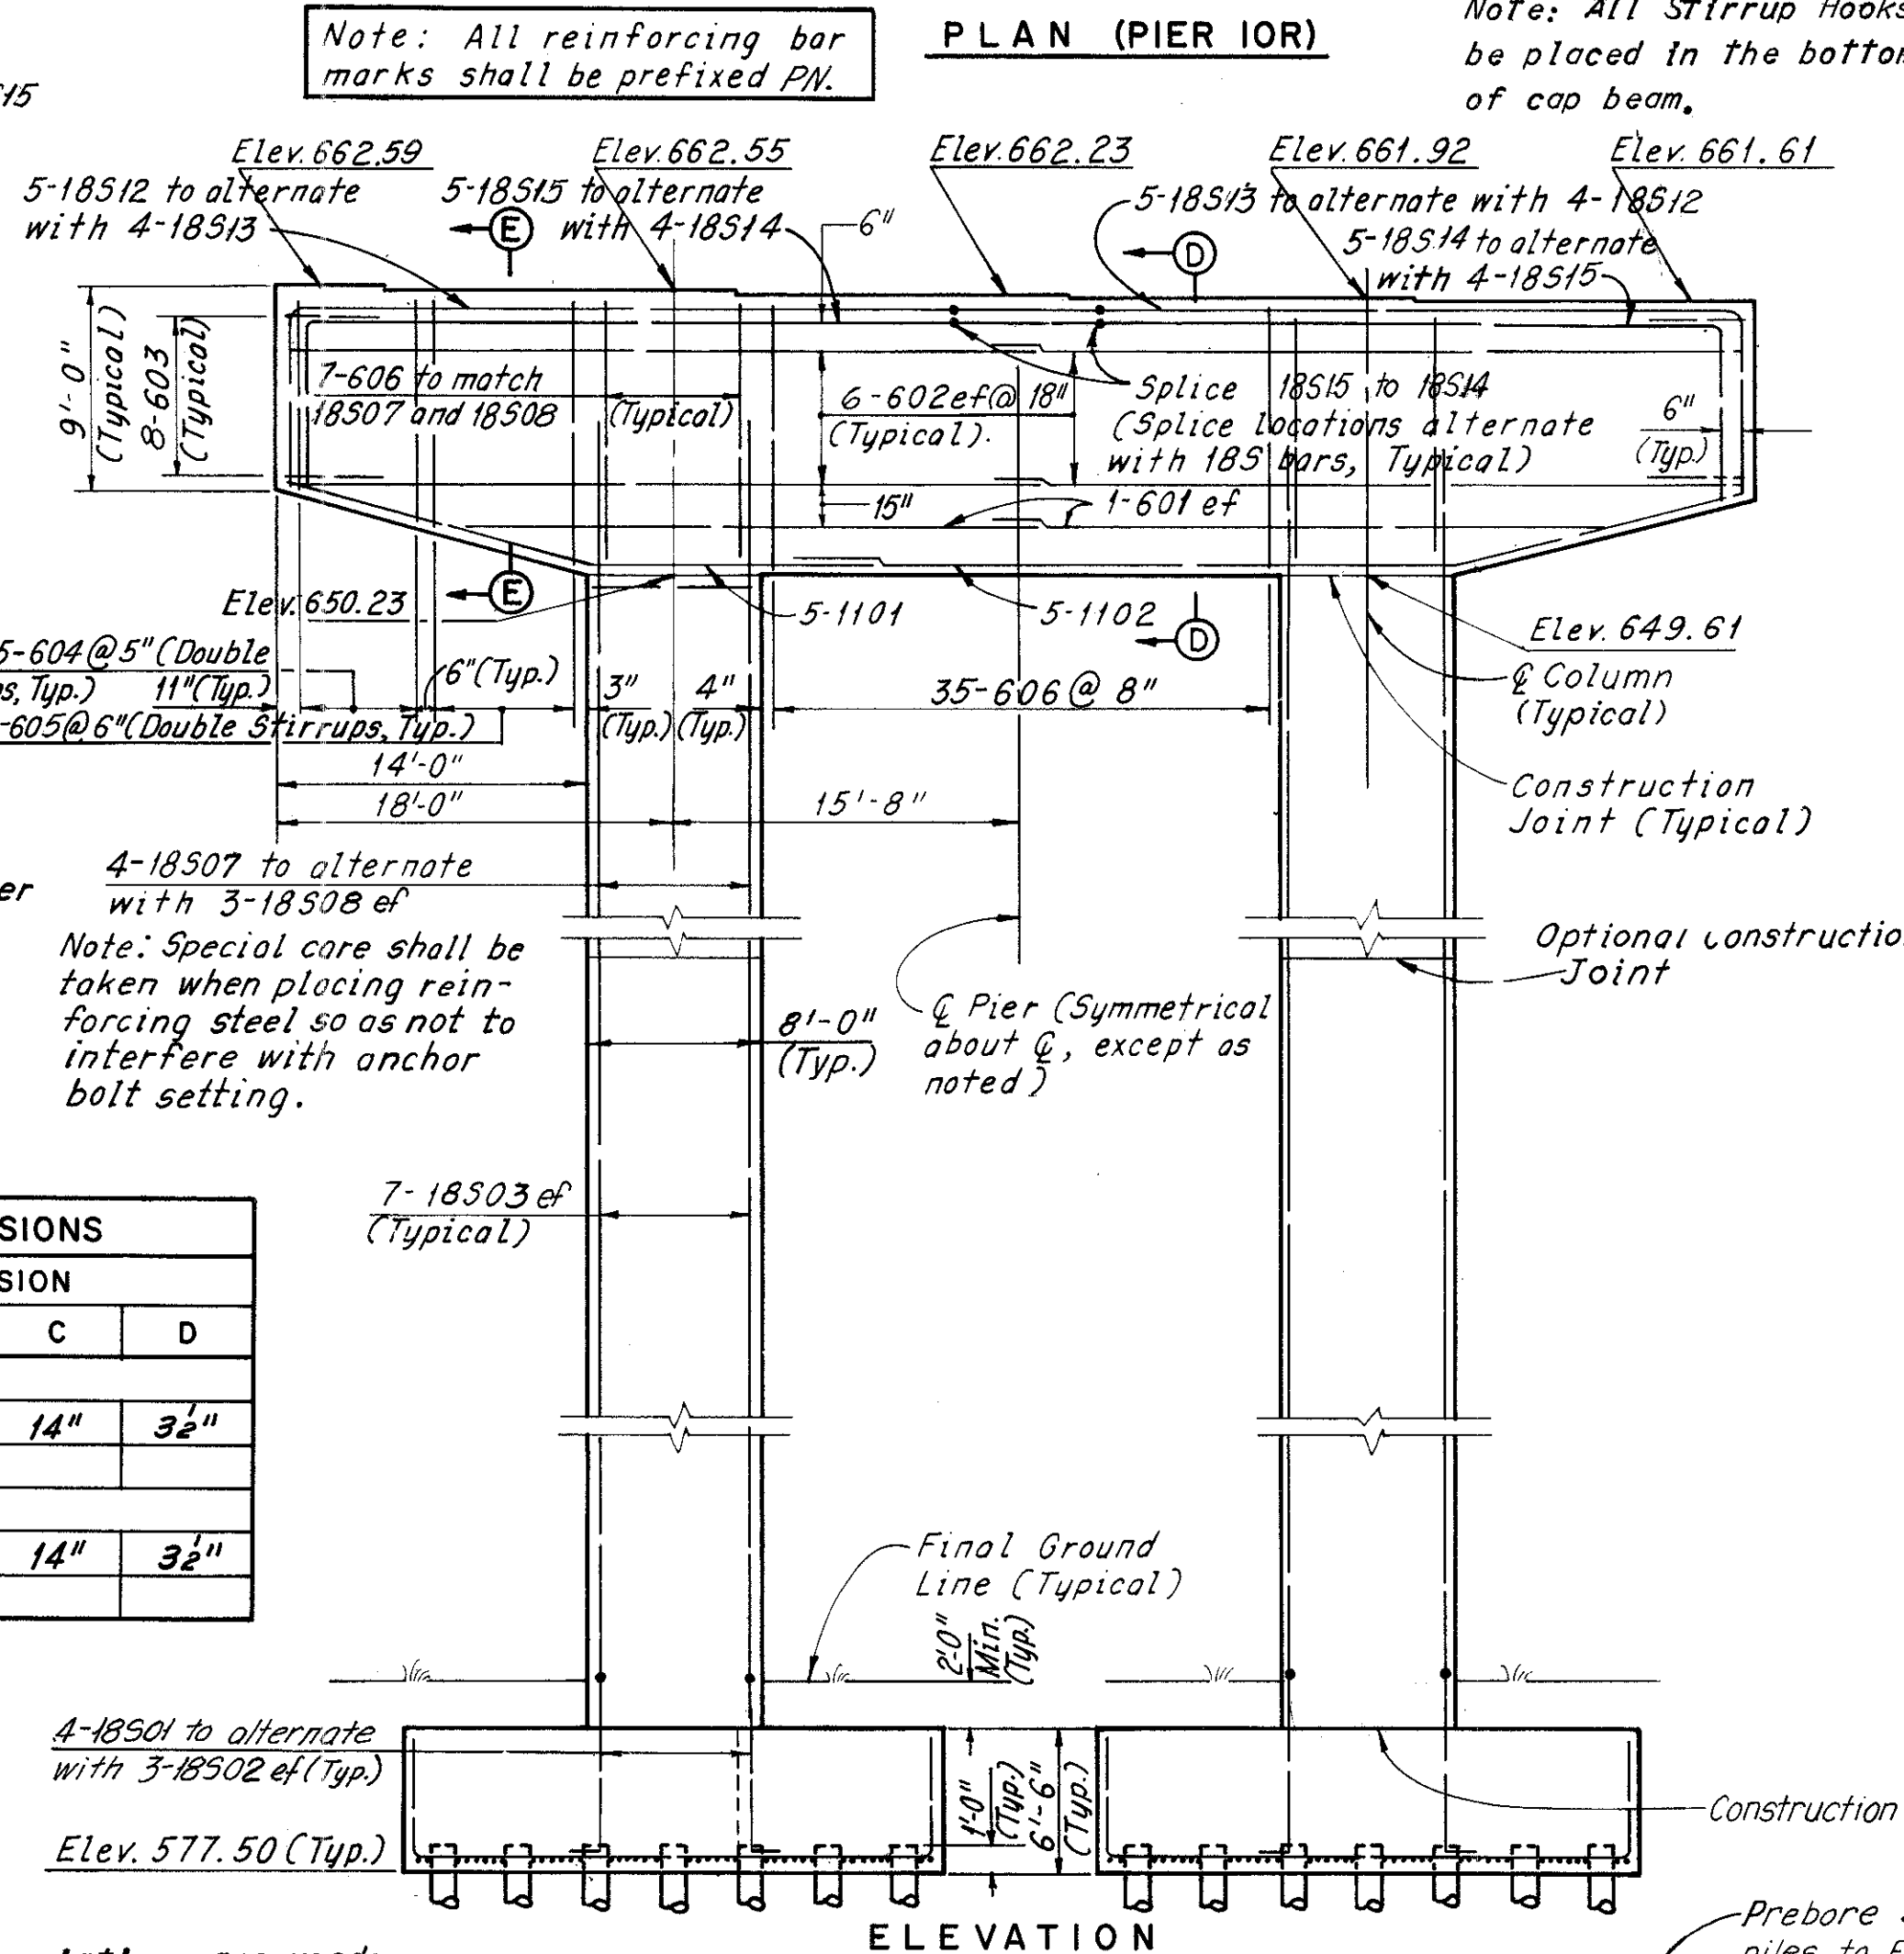 Note: All reinforcing bar
marks shall be prefixed PN.
PLAN (PIER 10R)
Note: All Stirrup Hooks
be placed in the bottom
of cap beam.
Elev. 662.59
Elev. 662.55
Elev. 662.23
Elev. 661.92
Elev. 661.61
5-18S12 to alternate
with 4-18S13
5-18S15 to alternate
with 4-18S14
5-18S13 to alternate with 4-18S12
5-18S14 to alternate
with 4-18S15
E
D
6"
9'-0"
(Typical)
8-603
(Typical)
7-606 to match
18S07 and 18S08
(Typical)
6-602ef@ 18"
(Typical).
Splice 18S15 to 18S14
(Splice locations alternate
with 18S bars, Typical)
6"
(Typ.)
15"
1-601 ef
Elev. 650.23
E
5-1101
5-1102
D
Elev. 649.61
5-604@5" (Double
Typ.)
11" (Typ.)
-605@6" (Double Stirrups, Typ.)
6" (Typ.)
3"
(Typ.)
4"
(Typ.)
35-606 @ 8"
℄ Column
(Typical)
14'-0"
18'-0"
15'-8"
Construction
Joint (Typical)
4-18S07 to alternate
with 3-18S08 ef
Note: Special care shall be
taken when placing rein-
forcing steel so as not to
interfere with anchor
bolt setting.
Optional Construction
Joint
8'-0"
(Typ.)
℄ Pier (Symmetrical
about ℄, except as
noted)
7-18S03 ef
(Typical)
SIONS
SION
C D
14" 3½"
14" 3½"
Final Ground
Line (Typical)
2'-0"
Min.
(Typ.)
4-18S01 to alternate
with 3-18S02 ef (Typ.)
1'-0"
(Typ.)
6'-6"
(Typ.)
Construction
Elev. 577.50 (Typ.)
ELEVATION
Prebore
piles to